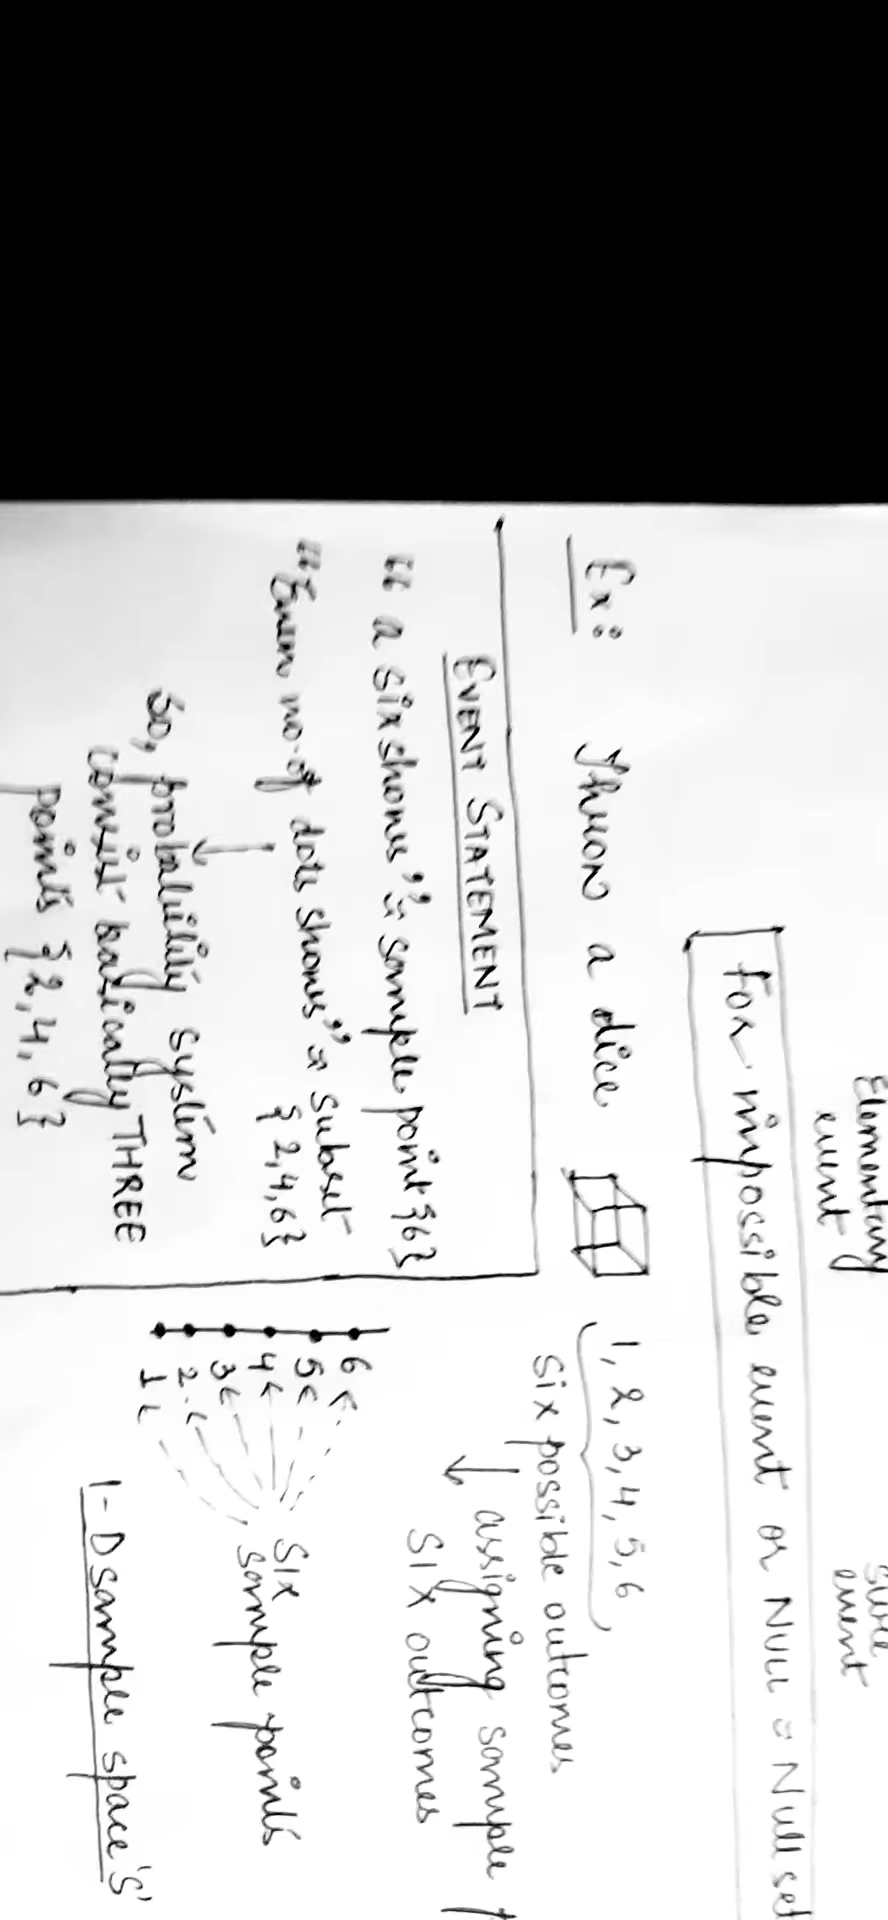 Elementary
event
Sure
event
For impossible event or NULL = Null set
Ex: Throw a dice
1, 2, 3, 4, 5, 6
Six possible outcomes
↓ assigning sample
SIX outcomes
EVENT STATEMENT
"a six shows" = sample point {6}
"Even no. of dots shows" = subset
{2,4,6}
So, probability system
consist basically THREE
points {2,4,6}
6
5
4
3
2
1
Six
sample points
1-D sample space 'S'